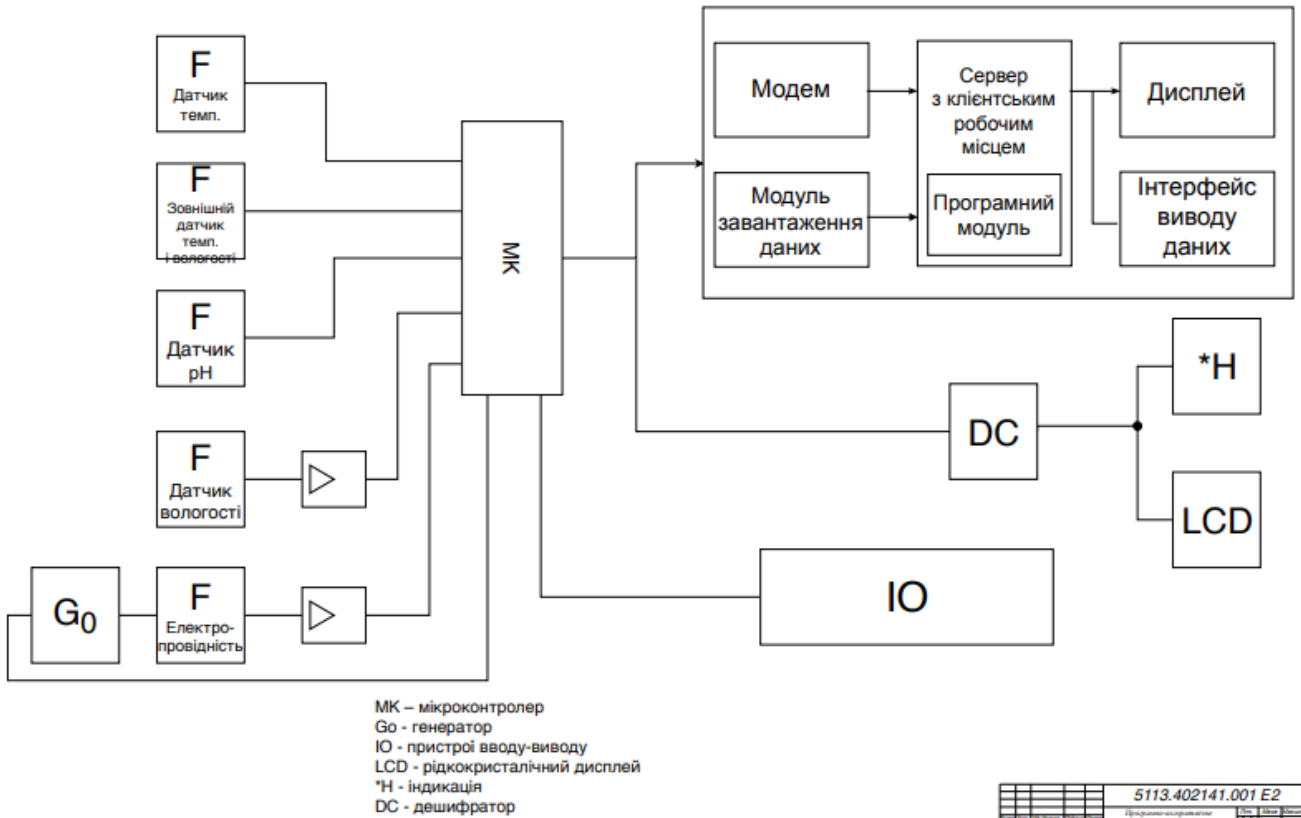 F
Датчик
темп.
F
Зовнішній
датчик
темп.
і вологості
F
Датчик
pH
F
Датчик
вологості
G0
F
Електро-
провідність
МК
Модем
Модуль
завантаження
даних
Сервер
з клієнтським
робочим
місцем
Програмний
модуль
Дисплей
Інтерфейс
виводу
даних
DC
*H
LCD
IO
МК – мікроконтролер
Go - генератор
IO - пристрої вводу-виводу
LCD - рідкокристалічний дисплей
*H - індикація
DC - дешифратор
5113.402141.001 E2